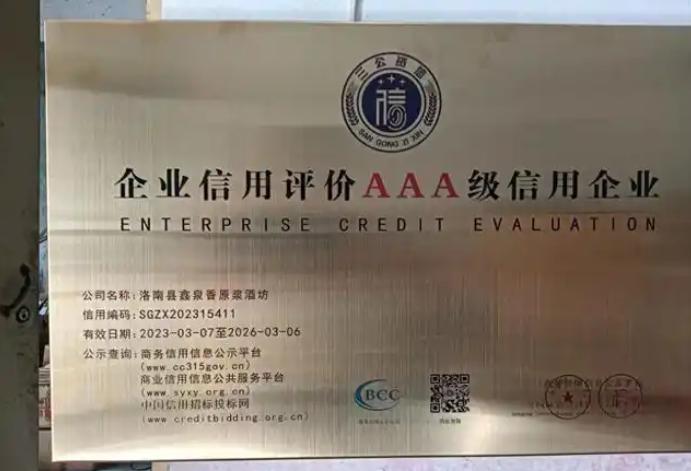 三公资信
信
SAN GONG ZI XIN
企业信用评价AAA级信用企业
ENTERPRISE CREDIT EVALUATION
公司名称：洛南县鑫泉香原浆酒坊
信用编码：SGZX202315411
有效日期：2023-03-07至2026-03-06
公示查询：商务信用信息公示平台
(www.cc315gov.cn)
商业信用信息公共服务平台
(www.syxy.org.cn)
中国信用招标投标网
(www.creditbidding.org.cn)
BCC